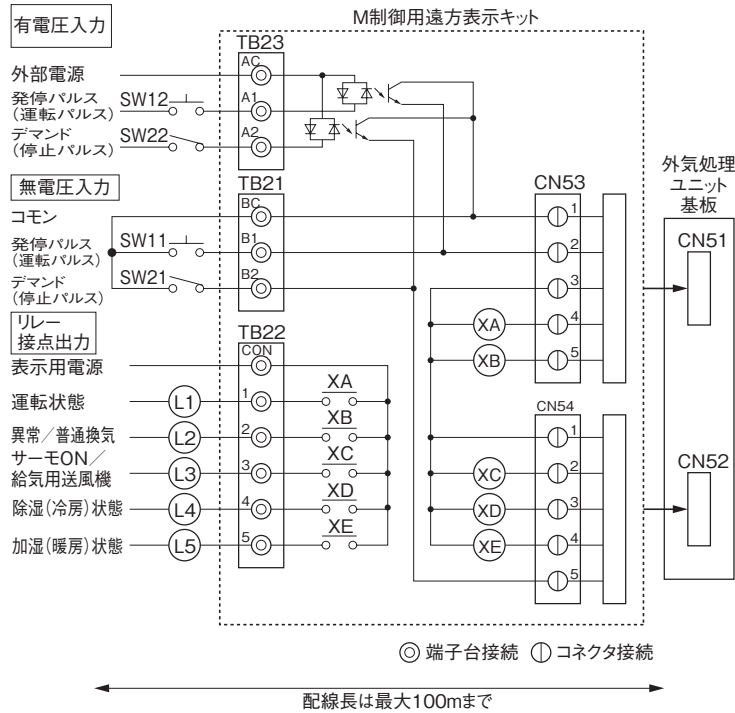 M制御用遠方表示キット
有電圧入力
TB23
外部電源
AC
発停パルス
(運転パルス)
SW12
A1
デマンド
(停止パルス)
SW22
A2
無電圧入力
TB21
コモン
BC
発停パルス
(運転パルス)
SW11
B1
デマンド
(停止パルス)
SW21
B2
リレー
接点出力
TB22
表示用電源
CON
運転状態
L1
1
XA
異常/普通換気
L2
2
XB
サーモON/
給気用送風機
L3
3
XC
除湿(冷房)状態
L4
4
XD
加湿(暖房)状態
L5
5
XE
CN53
1
2
3
XA
4
XB
5
CN54
1
XC
2
XD
3
XE
4
5
外気処理
ユニット
基板
CN51
CN52
端子台接続
コネクタ接続
配線長は最大100mまで